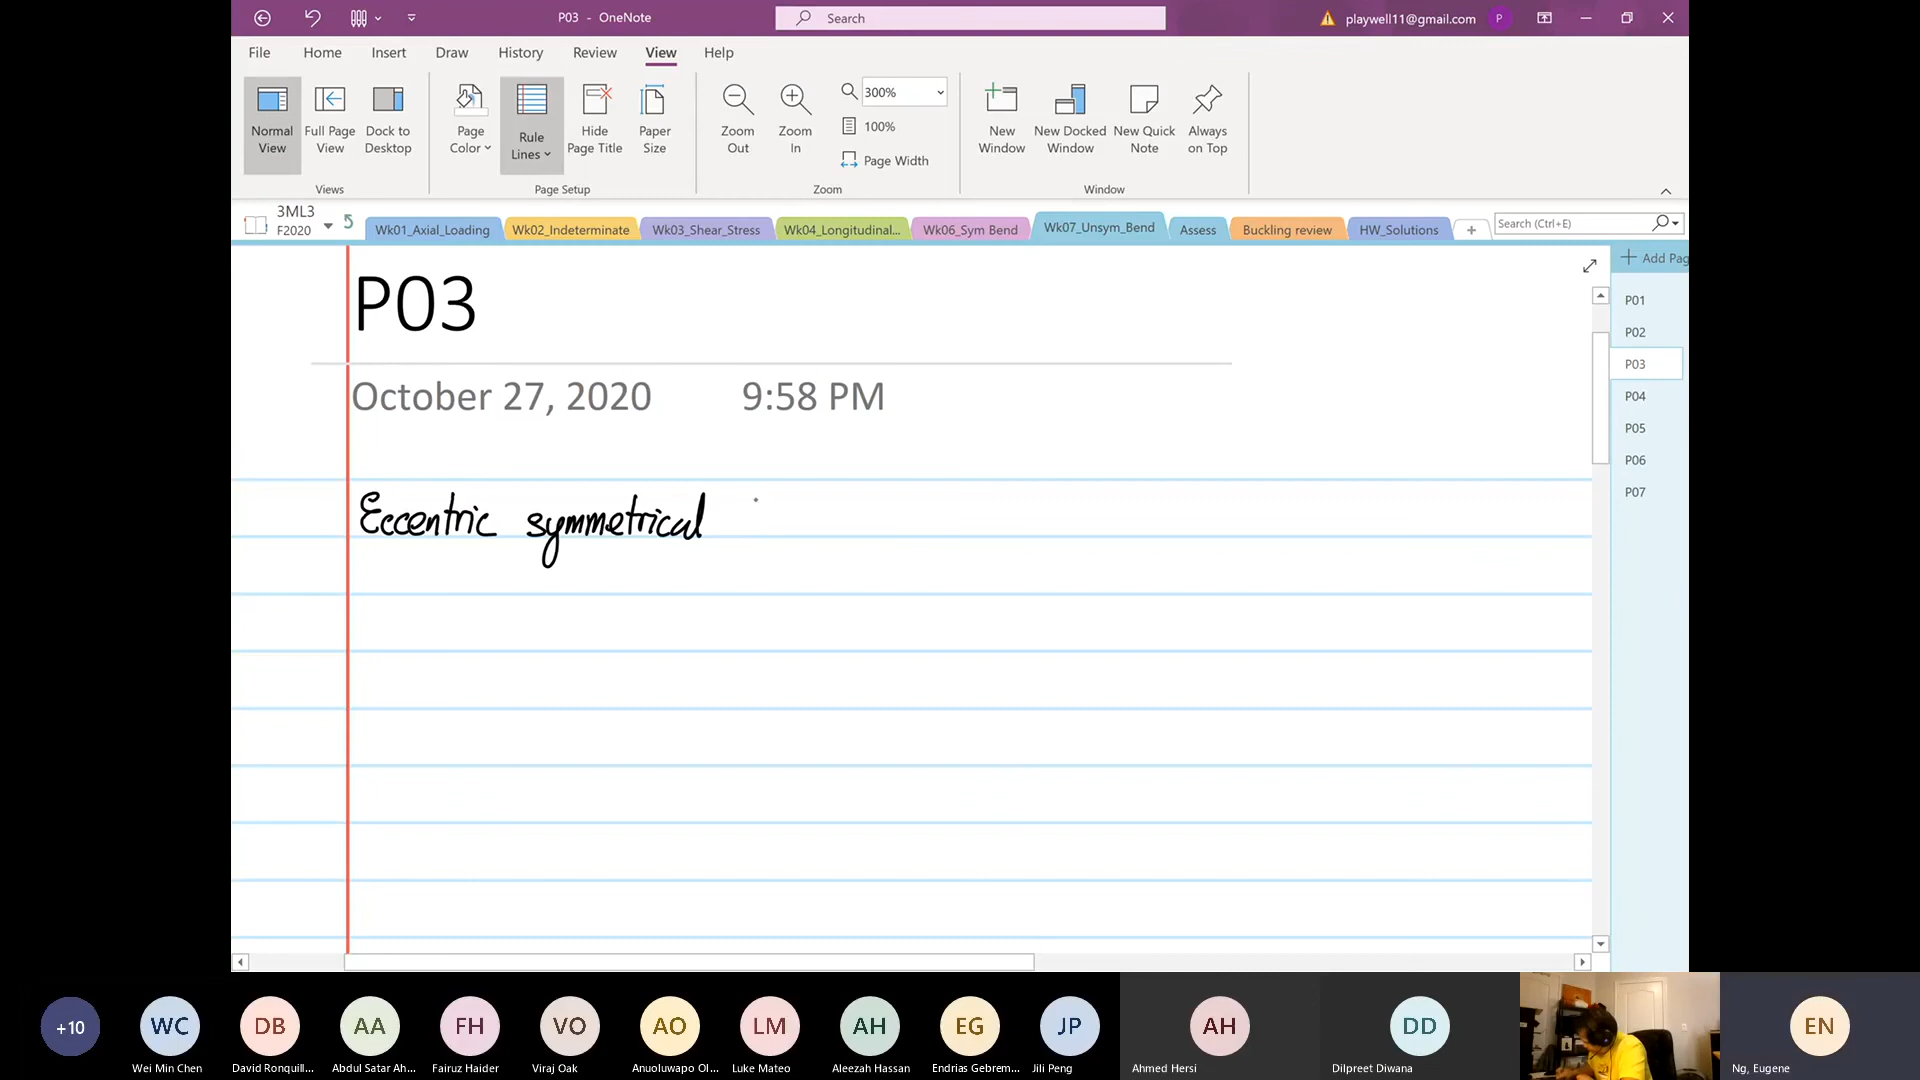 P03 - OneNote
Search
playwell11@gmail.com
P
File
Home
Insert
Draw
History
Review
View
Help
Normal View
Full Page View
Dock to Desktop
Page Color
Rule Lines
Hide Page Title
Paper Size
Zoom Out
Zoom In
300%
100%
Page Width
New Window
New Docked Window
New Quick Note
Always on Top
Views
Page Setup
Zoom
Window
3ML3
F2020
Wk01_Axial_Loading
Wk02_Indeterminate
Wk03_Shear_Stress
Wk04_Longitudinal...
Wk06_Sym Bend
Wk07_Unsym_Bend
Assess
Buckling review
HW_Solutions
Search (Ctrl+E)
Add Pag
P01
P02
P03
P04
P05
P06
P07
P03
October 27, 2020 9:58 PM
Eccentric symmetrical
+10
WC
DB
AA
FH
VO
AO
LM
AH
EG
JP
AH
DD
EN
Wei Min Chen
David Ronquill...
Abdul Satar Ah...
Fairuz Haider
Viraj Oak
Anuoluwapo Ol...
Luke Mateo
Aleezah Hassan
Endrias Gebrem...
Jili Peng
Ahmed Hersi
Dilpreet Diwana
Ng, Eugene